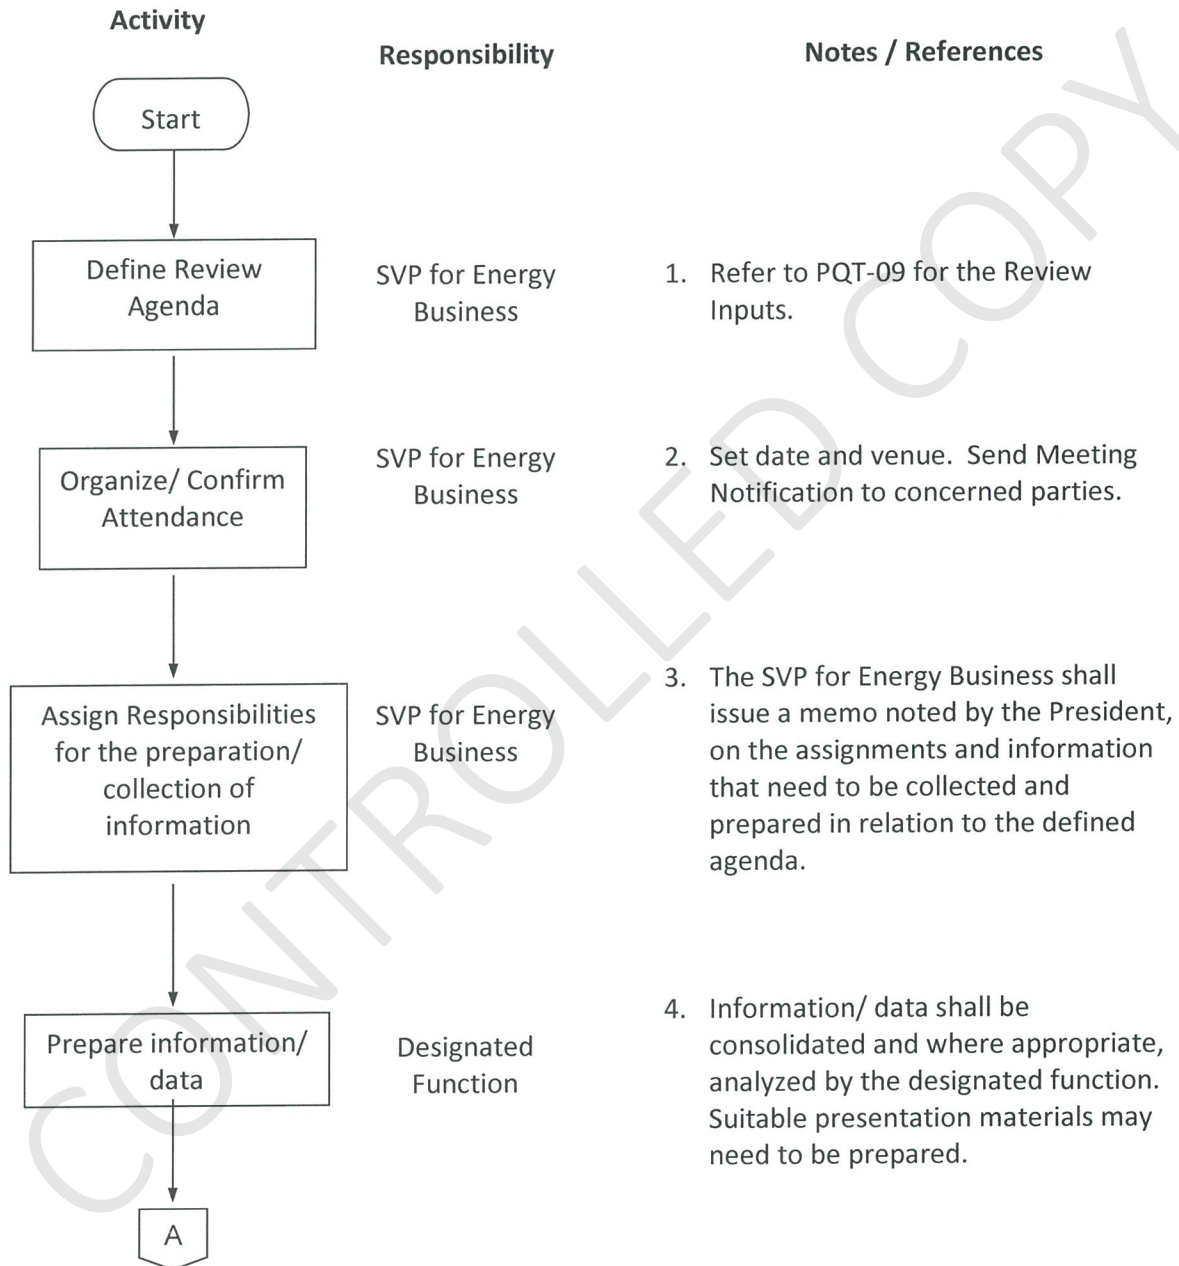 Activity
Responsibility
Notes / References
Start
Define Review
Agenda
SVP for Energy
Business
1. Refer to PQT-09 for the Review
Inputs.
Organize/ Confirm
Attendance
SVP for Energy
Business
2. Set date and venue. Send Meeting
Notification to concerned parties.
Assign Responsibilities
for the preparation/
collection of
information
SVP for Energy
Business
3. The SVP for Energy Business shall
issue a memo noted by the President,
on the assignments and information
that need to be collected and
prepared in relation to the defined
agenda.
Prepare information/
data
Designated
Function
4. Information/ data shall be
consolidated and where appropriate,
analyzed by the designated function.
Suitable presentation materials may
need to be prepared.
A
CONTROLLED COPY